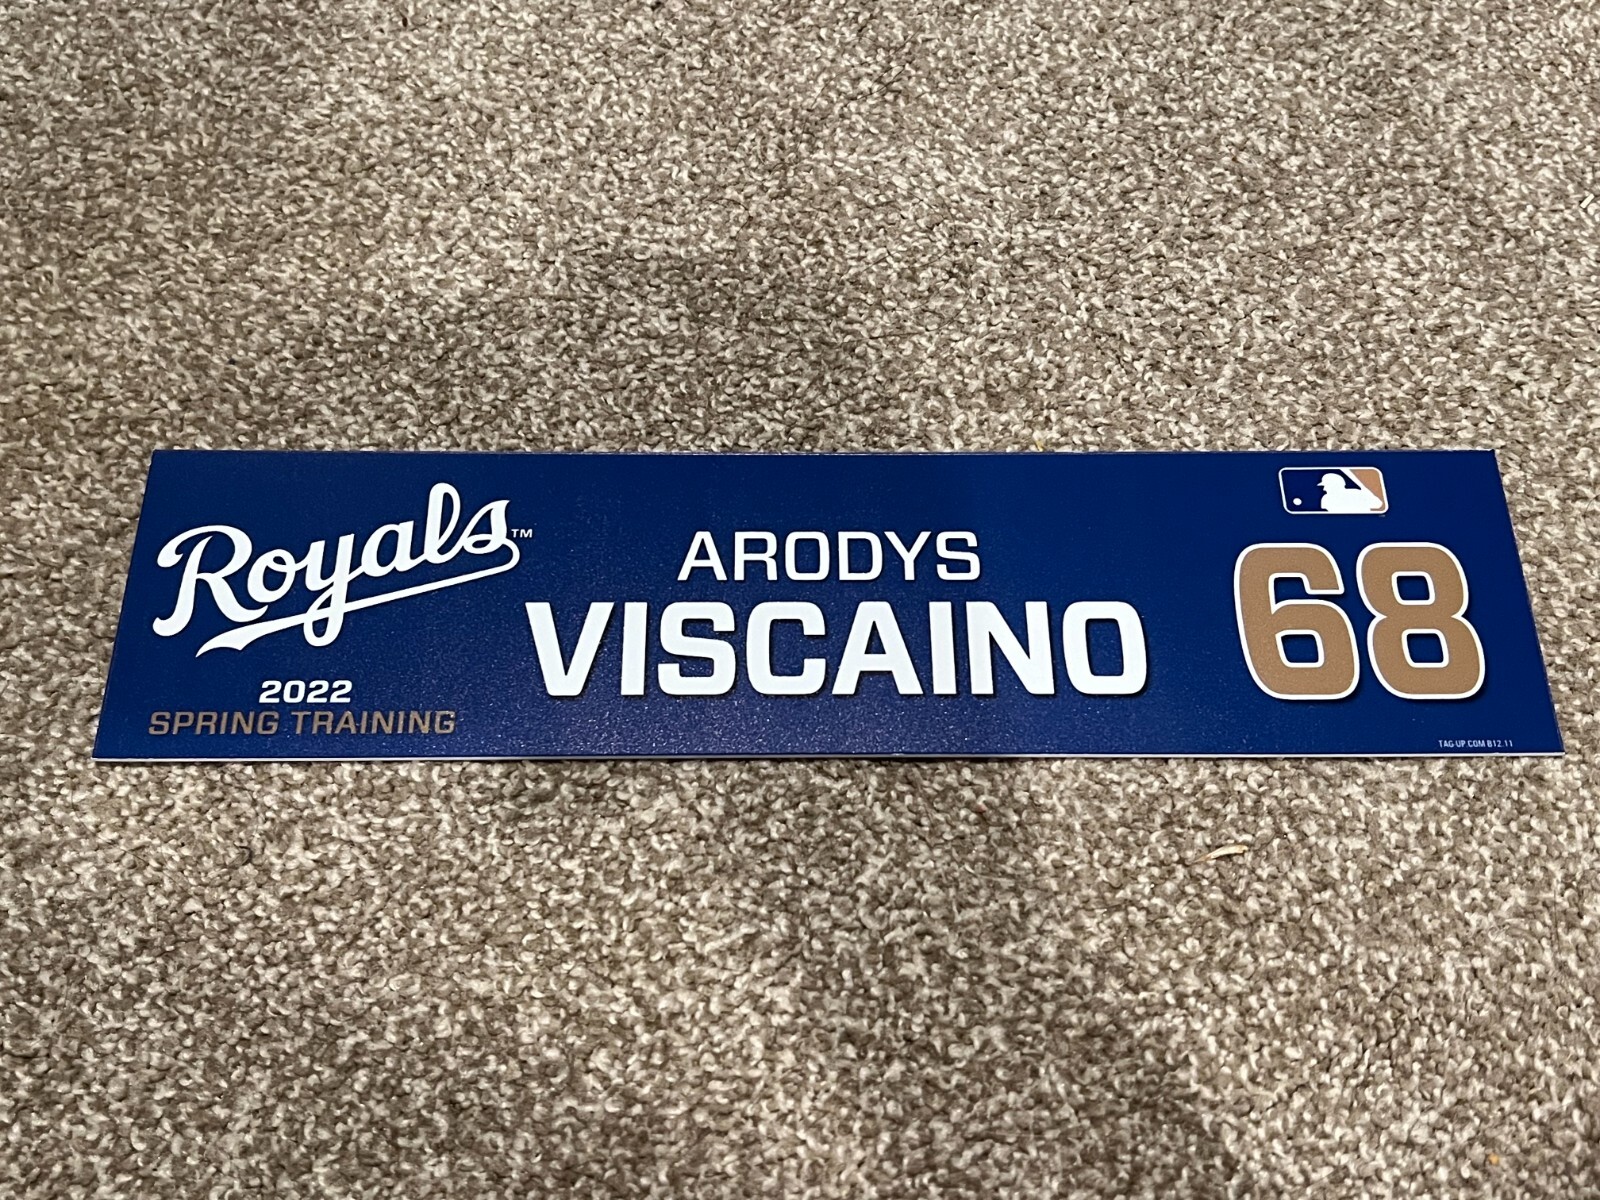 Royals™
2022
SPRING TRAINING
ARODYS
VISCAINO
68
TAG-UP.COM B12.11